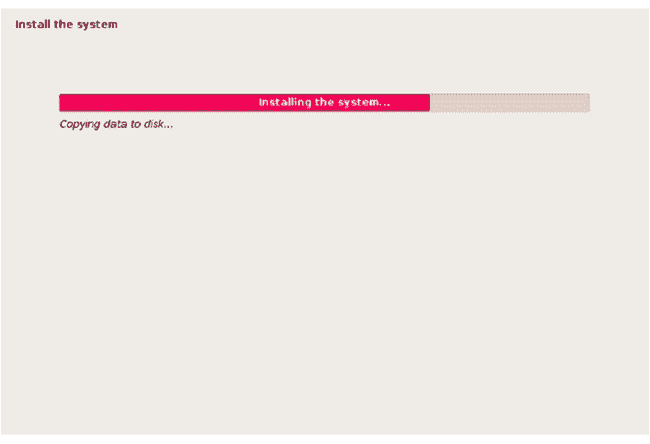 Install the system
Installing the system...
Copying data to disk...